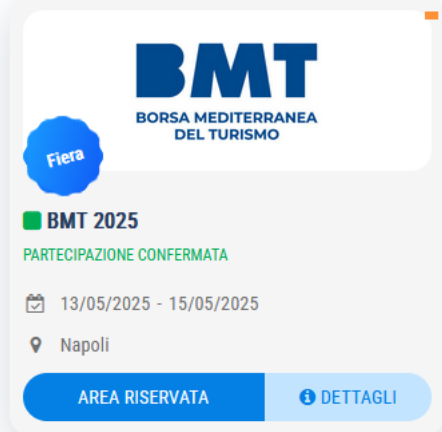 BMT
BORSA MEDITERRANEA
DEL TURISMO
Fiera
BMT 2025
PARTECIPAZIONE CONFERMATA
13/05/2025 - 15/05/2025
Napoli
AREA RISERVATA
DETTAGLI